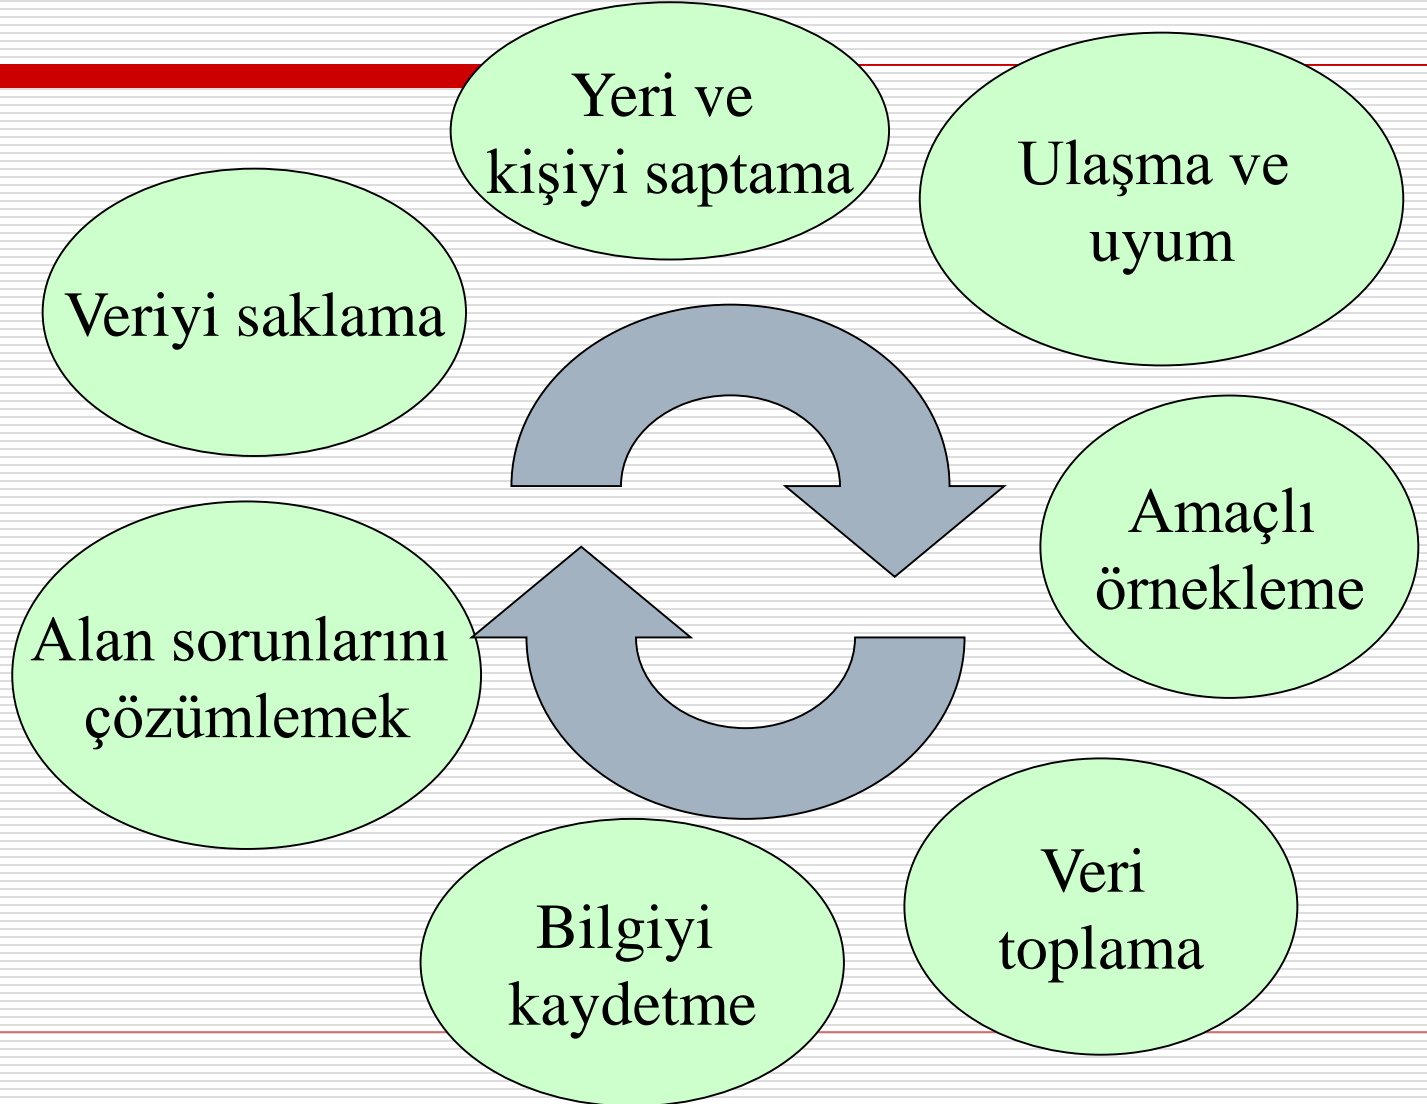 Yeri ve
kişiyi saptama
Ulaşma ve
uyum
Amaçlı
örnekleme
Veri
toplama
Bilgiyi
kaydetme
Alan sorunlarını
çözümlemek
Veriyi saklama